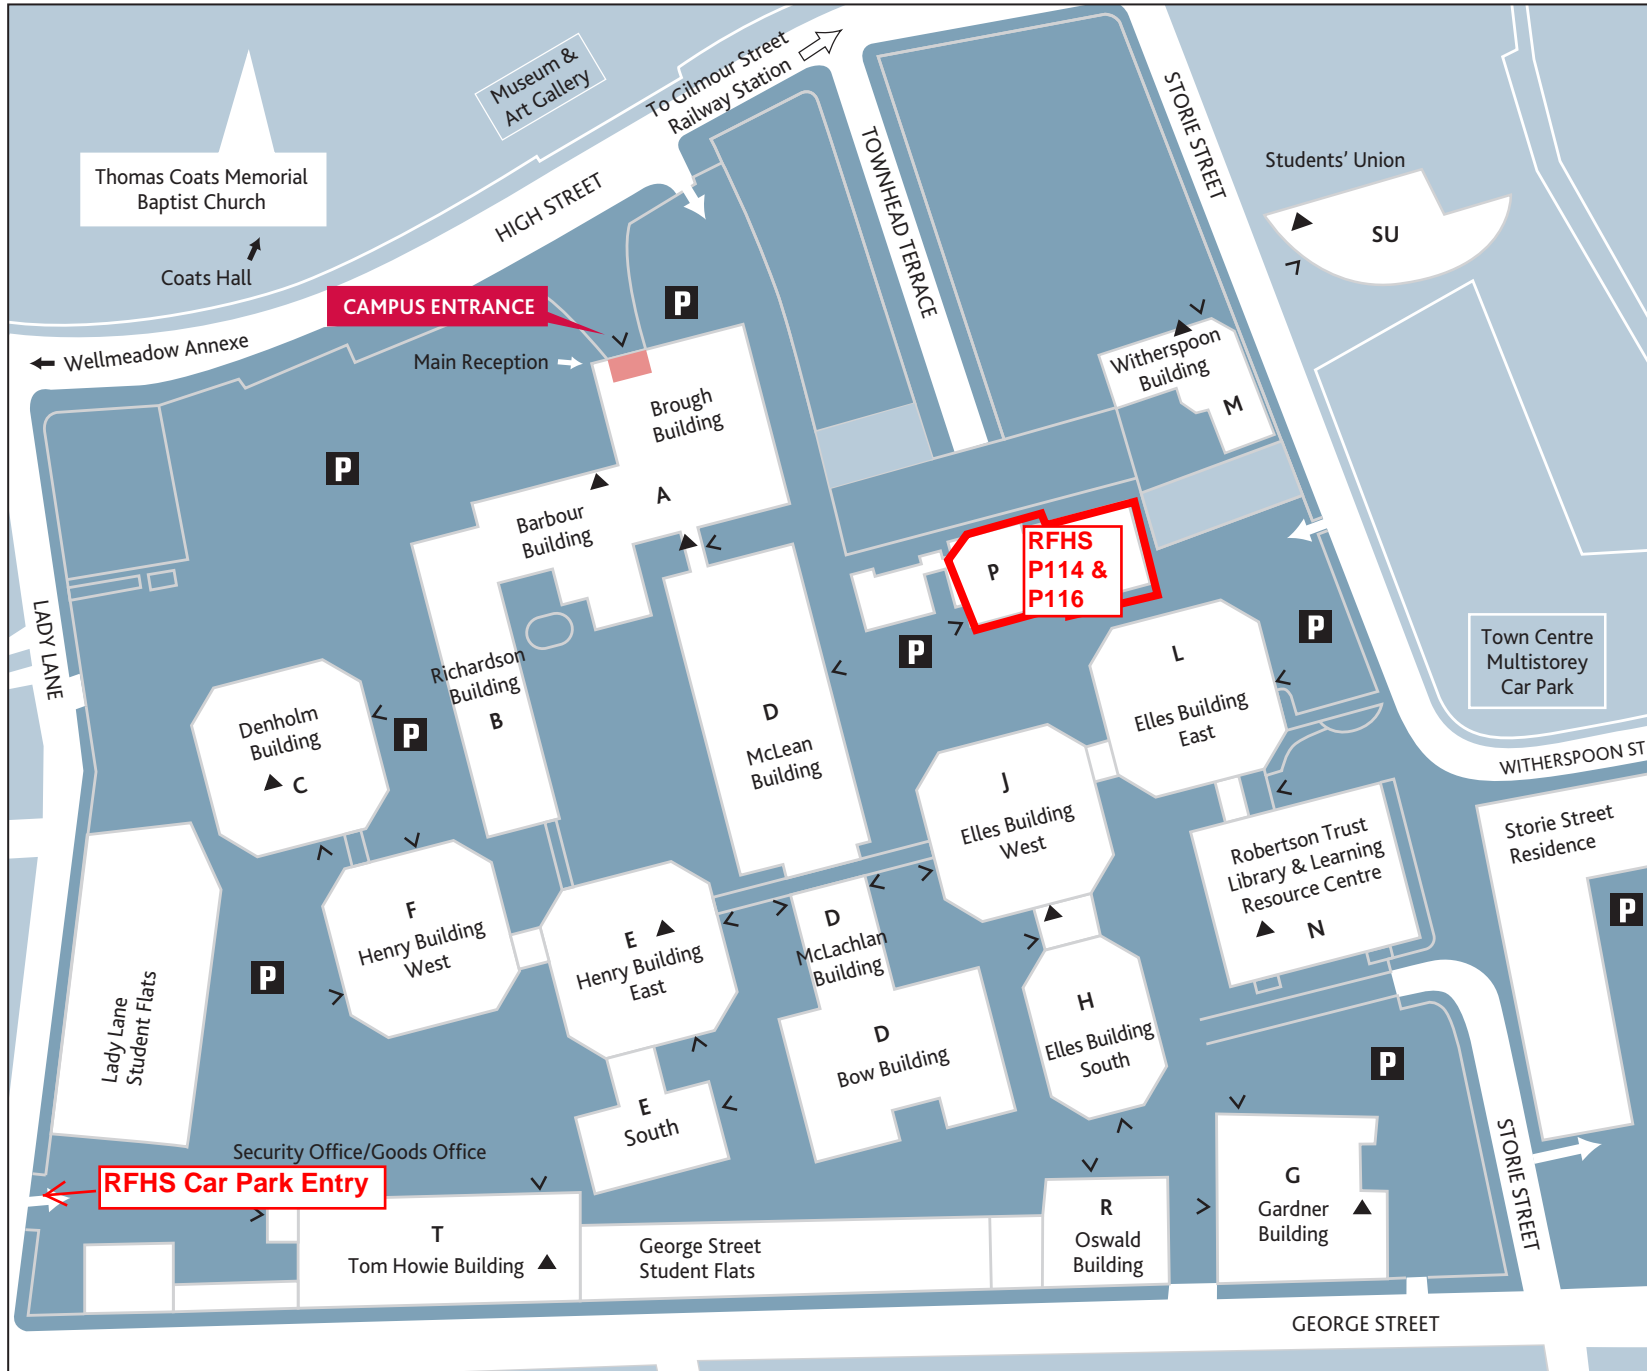 Museum &
Art Gallery
To Gilmour Street
Railway Station
STORIE STREET
TOWNHEAD TERRACE
Students' Union
SU
Thomas Coats Memorial
Baptist Church
Coats Hall
HIGH STREET
CAMPUS ENTRANCE
P
Wellmeadow Annexe
Main Reception
Witherspoon
Building
M
Brough
Building
A
P
Barbour
Building
P
RFHS
P114 &
P116
LADY LANE
P
P
Town Centre
Multistorey
Car Park
L
Elles Building
East
Richardson
Building
B
Denholm
Building
C
P
D
McLean
Building
J
Elles Building
West
WITHERSPOON ST
Storie Street
Residence
P
Robertson Trust
Library & Learning
Resource Centre
N
F
Henry Building
West
E
Henry Building
East
D
McLachlan
Building
P
Lady Lane
Student Flats
H
Elles Building
South
D
Bow Building
P
E
South
STORIE STREET
Security Office/Goods Office
RFHS Car Park Entry
T
Tom Howie Building
George Street
Student Flats
R
Oswald
Building
G
Gardner
Building
GEORGE STREET